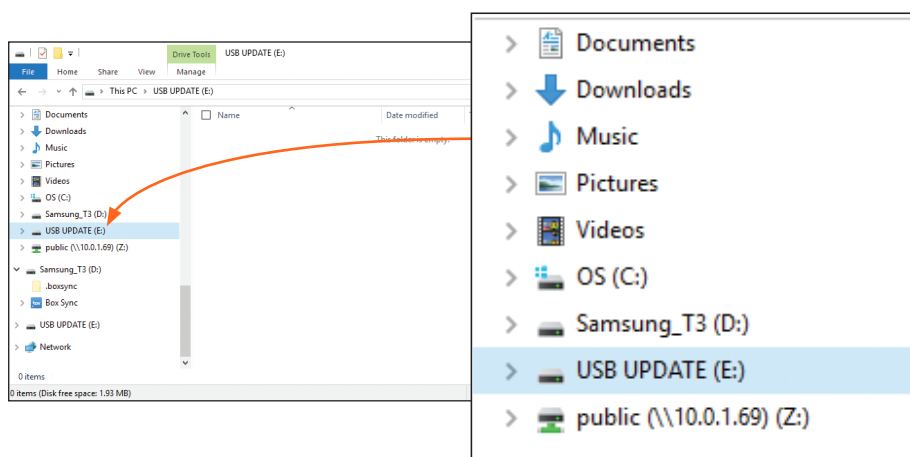 Drive Tools USB UPDATE (E:)
File Home Share View Manage
This PC > USB UPDATE (E:)
Documents
Downloads
Music
Pictures
Videos
OS (C:)
Samsung_T3 (D:)
USB UPDATE (E:)
public (\\10.0.1.69) (Z:)
Samsung_T3 (D:)
.boxsync
Box Sync
USB UPDATE (E:)
Network
Name Date modified
This folder is empty.
0 items
0 items (Disk free space: 1.93 MB)
Documents
Downloads
Music
Pictures
Videos
OS (C:)
Samsung_T3 (D:)
USB UPDATE (E:)
public (\\10.0.1.69) (Z:)